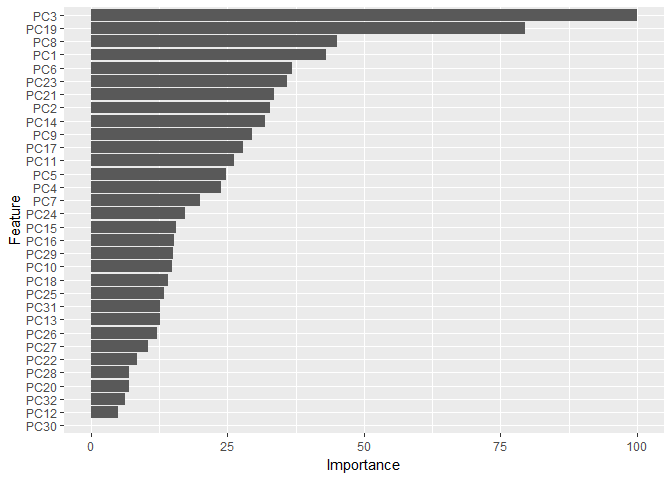 PC3
PC19
PC8
PC1
PC6
PC23
PC21
PC2
PC14
PC9
PC17
PC11
PC5
PC4
PC7
PC24
PC15
PC16
PC29
PC10
PC18
PC25
PC31
PC13
PC26
PC27
PC22
PC28
PC20
PC32
PC12
PC30
Feature
0 25 50 75 100
Importance